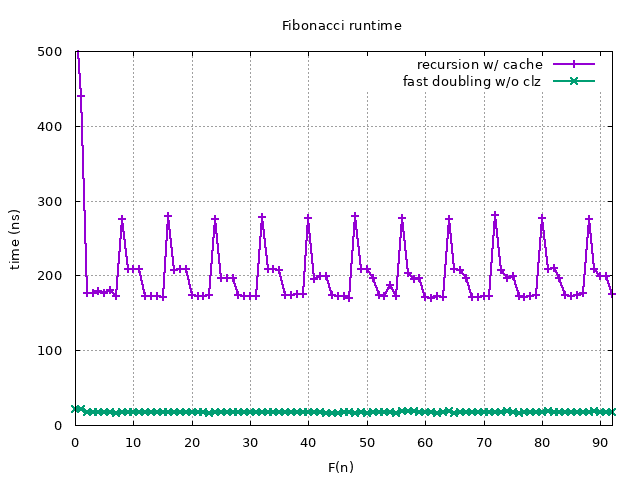 Fibonacci runtime
500
400
300
200
100
0
time (ns)
recursion w/ cache
fast doubling w/o clz
0 10 20 30 40 50 60 70 80 90
F(n)